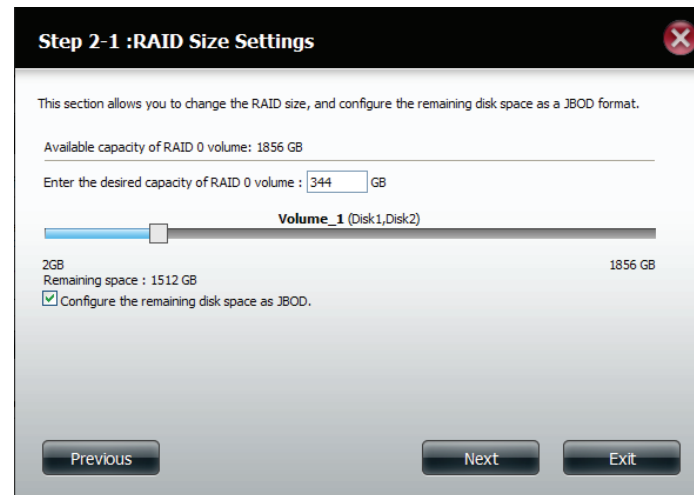 Step 2-1 :RAID Size Settings
This section allows you to change the RAID size, and configure the remaining disk space as a JBOD format.
Available capacity of RAID 0 volume: 1856 GB
Enter the desired capacity of RAID 0 volume : 344 GB
Volume_1 (Disk1,Disk2)
2GB 1856 GB
Remaining space : 1512 GB
Configure the remaining disk space as JBOD.
Previous Next Exit